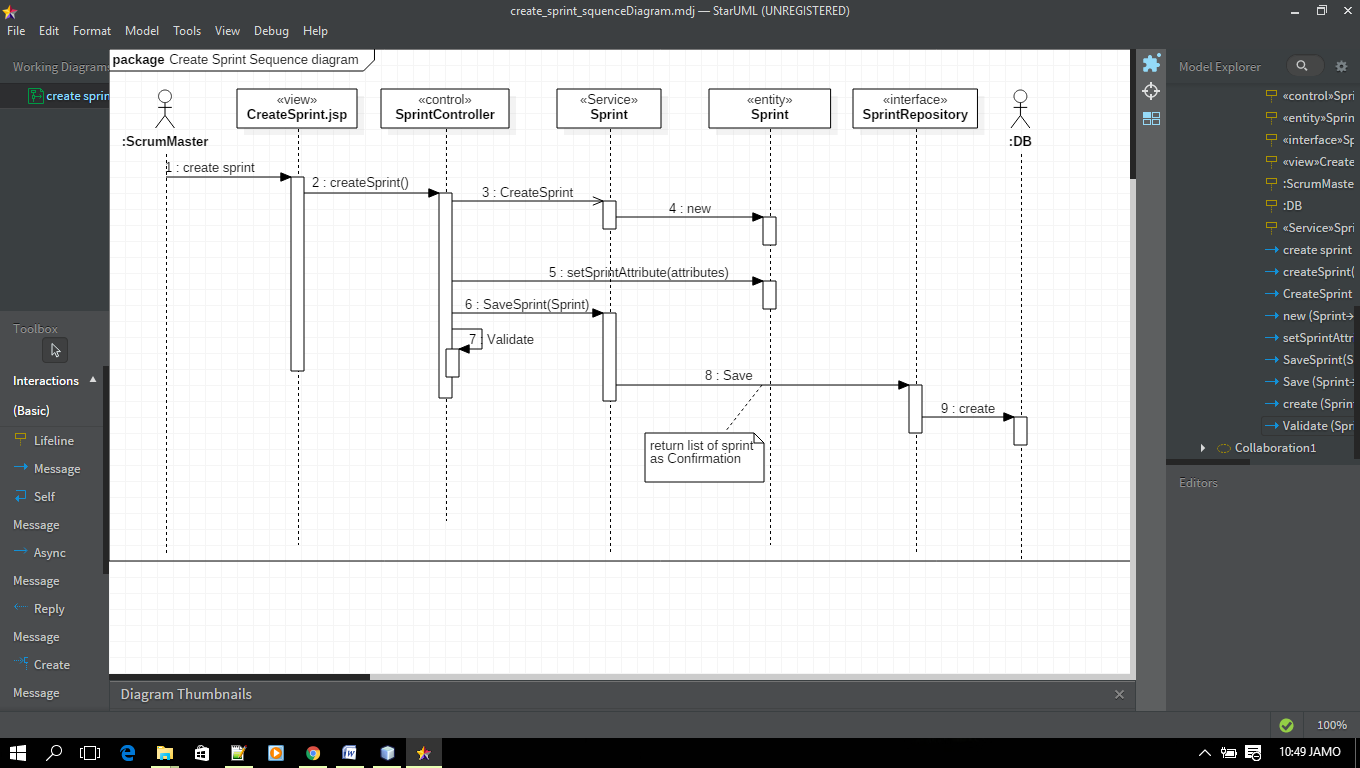 create_sprint_squenceDiagram.mdj — StarUML (UNREGISTERED)
File Edit Format Model Tools View Debug Help
Working Diagrams
create sprin
package Create Sprint Sequence diagram
:ScrumMaster
«view»
CreateSprint.jsp
«control»
SprintController
«Service»
Sprint
«entity»
Sprint
«interface»
SprintRepository
:DB
1 : create sprint
2 : createSprint()
3 : CreateSprint
4 : new
5 : setSprintAttribute(attributes)
6 : SaveSprint(Sprint)
7 : Validate
8 : Save
9 : create
return list of sprint
as Confirmation
Toolbox
Interactions
(Basic)
Lifeline
Message
Self
Message
Async
Message
Reply
Message
Create
Message
Model Explorer
«control»Spri
«entity»Sprin
«interface»Sp
«view»Create
:ScrumMaste
:DB
«Service»Spri
create sprint
createSprint(
CreateSprint
new (Sprint→
setSprintAttr
SaveSprint(S
Save (Sprint→
create (Sprin
Validate (Spr
Collaboration1
Editors
Diagram Thumbnails
100%
10:49 JAMO